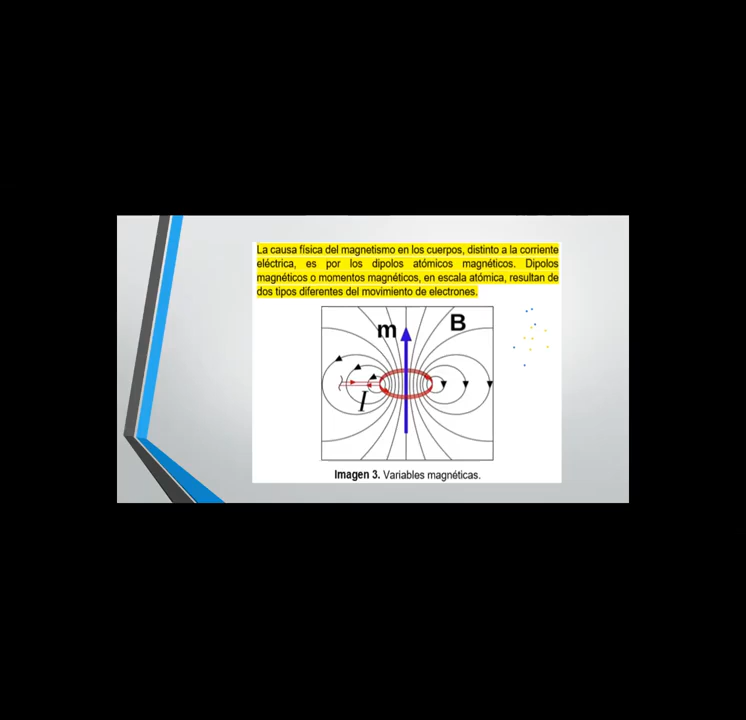 La causa física del magnetismo en los cuerpos, distinto a la corriente
eléctrica, es por los dipolos atómicos magnéticos. Dipolos
magnéticos o momentos magnéticos, en escala atómica, resultan de
dos tipos diferentes del movimiento de electrones.
m B
I
Imagen 3. Variables magnéticas.